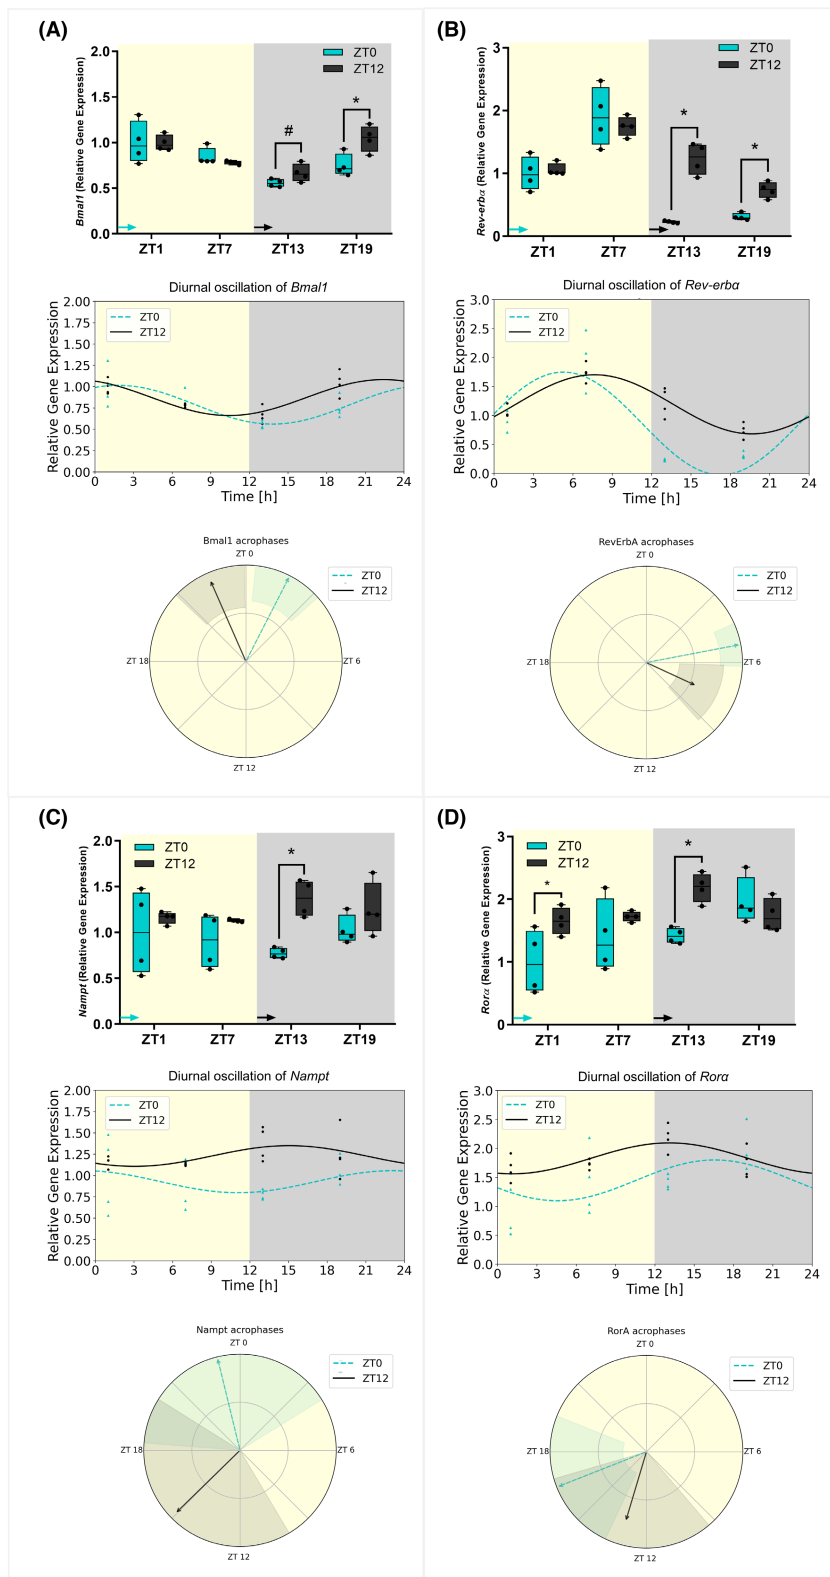 (A)
Bmal1 (Relative Gene Expression)
2.0
1.5
1.0
0.5
0.0
ZT0
ZT12
#
*
ZT1 ZT7 ZT13 ZT19
Diurnal oscillation of Bmal1
Relative Gene Expression
2.00
1.75
1.50
1.25
1.00
0.75
0.50
0.25
0.00
ZT0
ZT12
0 3 6 9 12 15 18 21 24
Time [h]
Bmal1 acrophases
ZT 0
ZT0
ZT12
ZT 18
ZT 6
ZT 12
(B)
Rev-erbα (Relative Gene Expression)
3
2
1
0
ZT0
ZT12
*
*
ZT1 ZT7 ZT13 ZT19
Diurnal oscillation of Rev-erbα
Relative Gene Expression
3.0
2.5
2.0
1.5
1.0
0.5
0.0
ZT0
ZT12
0 3 6 9 12 15 18 21 24
Time [h]
RevErbA acrophases
ZT 0
ZT0
ZT12
ZT 18
ZT 6
ZT 12
(C)
Nampt (Relative Gene Expression)
2.0
1.5
1.0
0.5
0.0
ZT0
ZT12
*
ZT1 ZT7 ZT13 ZT19
Diurnal oscillation of Nampt
Relative Gene Expression
2.00
1.75
1.50
1.25
1.00
0.75
0.50
0.25
0.00
ZT0
ZT12
0 3 6 9 12 15 18 21 24
Time [h]
Nampt acrophases
ZT 0
ZT0
ZT12
ZT 18
ZT 6
ZT 12
(D)
Rorα (Relative Gene Expression)
3
2
1
0
ZT0
ZT12
*
*
ZT1 ZT7 ZT13 ZT19
Diurnal oscillation of Rorα
Relative Gene Expression
3.0
2.5
2.0
1.5
1.0
0.5
0.0
ZT0
ZT12
0 3 6 9 12 15 18 21 24
Time [h]
RorA acrophases
ZT 0
ZT0
ZT12
ZT 18
ZT 6
ZT 12